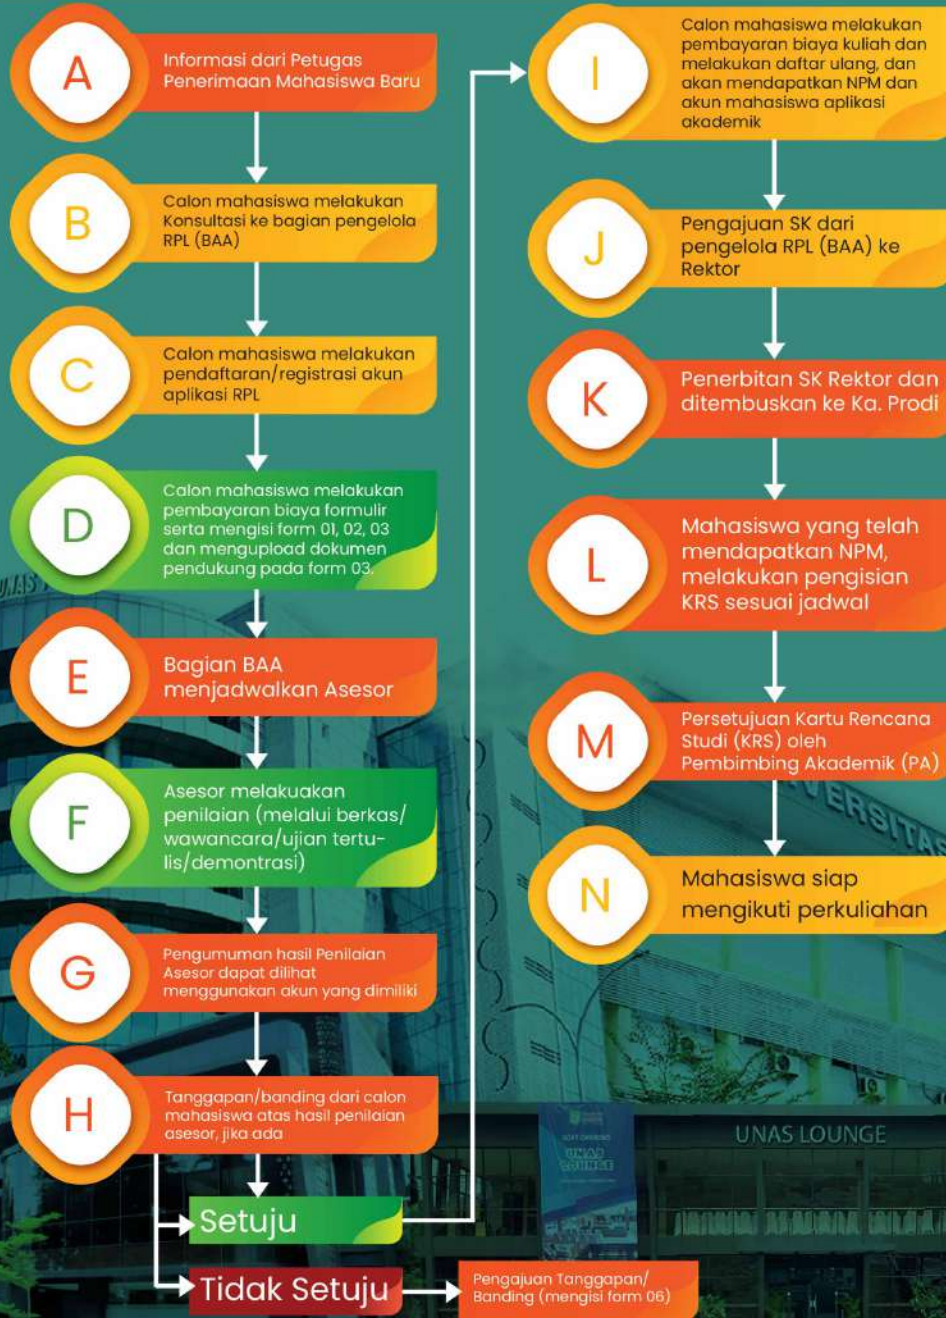 A
Informasi dari Petugas
Penerimaan Mahasiswa Baru
B
Calon mahasiswa melakukan
Konsultasi ke bagian pengelola
RPL (BAA)
C
Calon mahasiswa melakukan
pendaftaran/registrasi akun
aplikasi RPL
D
Calon mahasiswa melakukan
pembayaran biaya formulir
serta mengisi form 01, 02, 03
dan mengupload dokumen
pendukung pada form 03.
E
Bagian BAA
menjadwalkan Asesor
F
Asesor melakuakan
penilaian (melalui berkas/
wawancara/ujian tertu-
lis/demontrasi)
G
Pengumuman hasil Penilaian
Asesor dapat dilihat
menggunakan akun yang dimiliki
H
Tanggapan/banding dari calon
mahasiswa atas hasil penilaian
asesor, jika ada
Setuju
Tidak Setuju
Pengajuan Tanggapan/
Banding (mengisi form 06)
I
Calon mahasiswa melakukan
pembayaran biaya kuliah dan
melakukan daftar ulang, dan
akan mendapatkan NPM dan
akun mahasiswa aplikasi
akademik
J
Pengajuan SK dari
pengelola RPL (BAA) ke
Rektor
K
Penerbitan SK Rektor dan
ditembuskan ke Ka. Prodi
L
Mahasiswa yang telah
mendapatkan NPM,
melakukan pengisian
KRS sesuai jadwal
M
Persetujuan Kartu Rencana
Studi (KRS) oleh
Pembimbing Akademik (PA)
N
Mahasiswa siap
mengikuti perkuliahan
UNAS
VERSITAS
UNAS LOUNGE
UNAS
LOUNGE